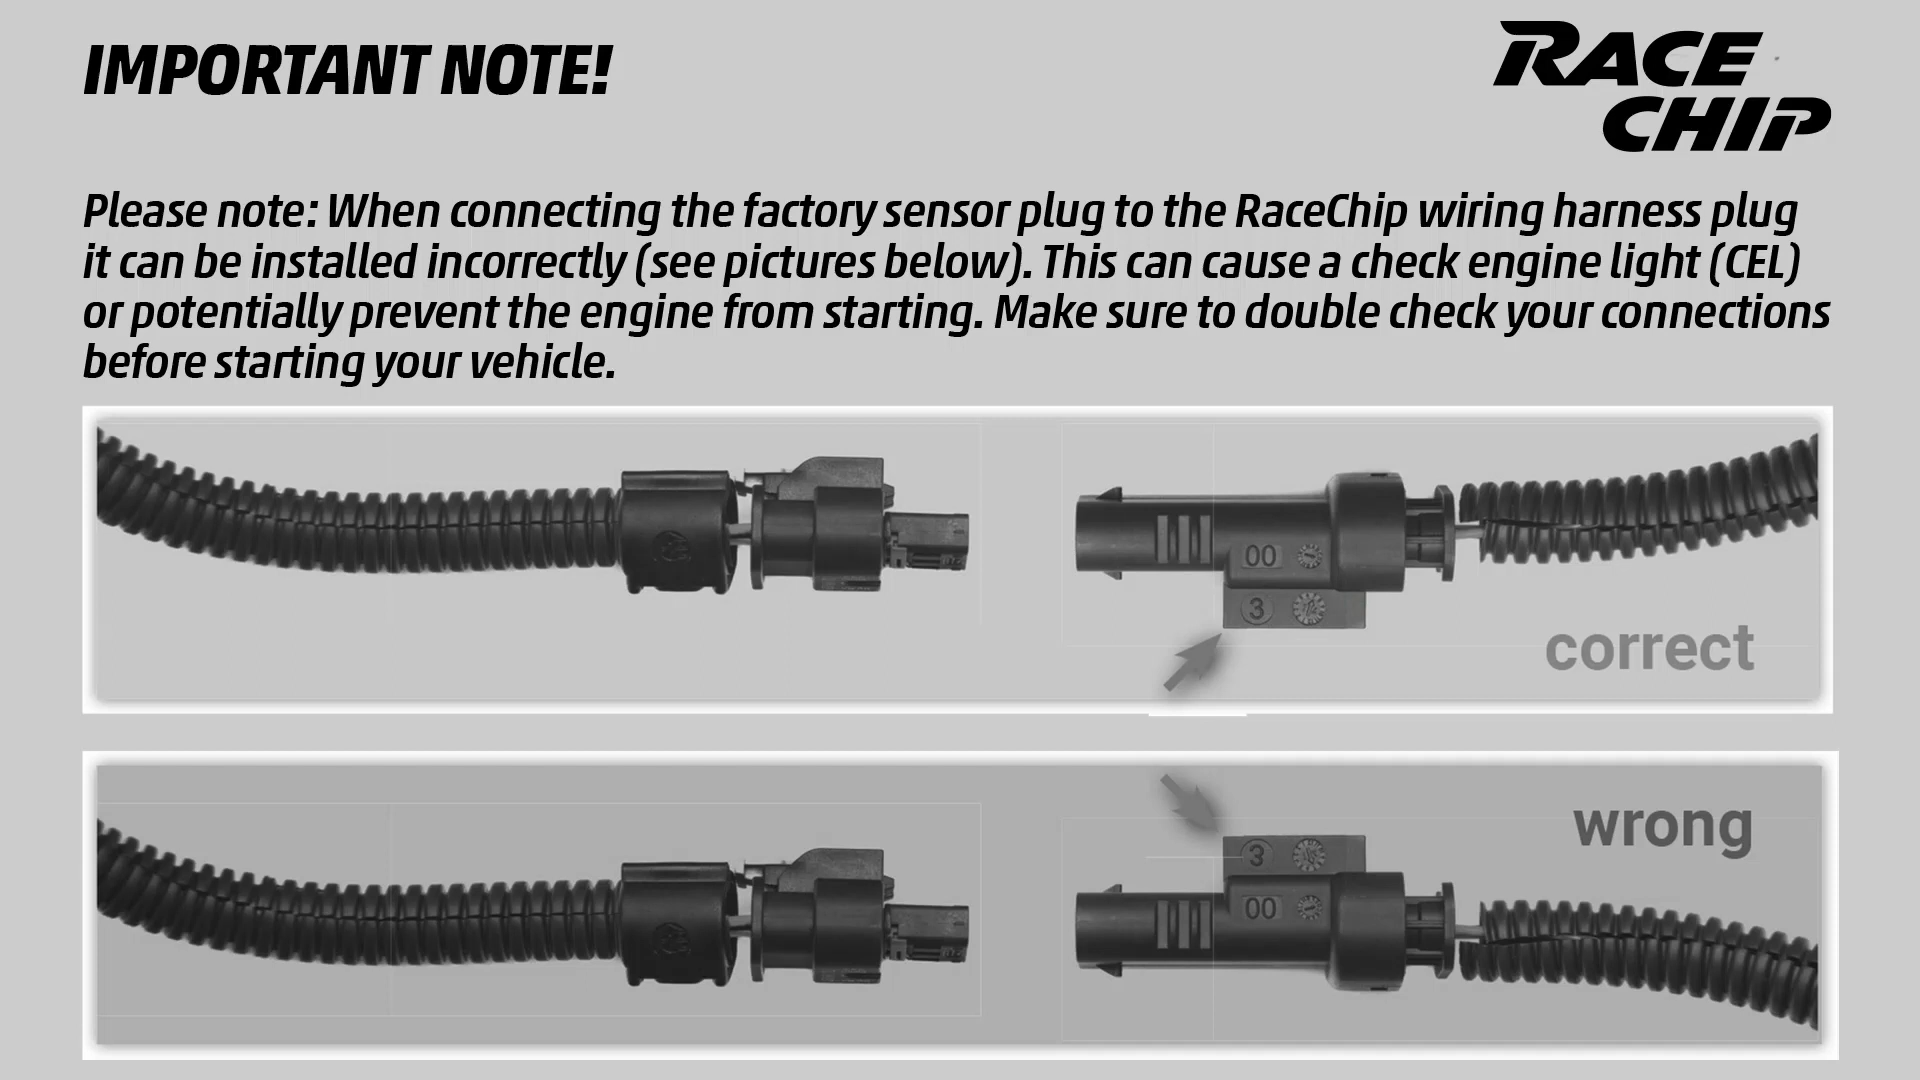 IMPORTANT NOTE!
RACE
CHIP
Please note: When connecting the factory sensor plug to the RaceChip wiring harness plug
it can be installed incorrectly (see pictures below). This can cause a check engine light (CEL)
or potentially prevent the engine from starting. Make sure to double check your connections
before starting your vehicle.
00
3
correct
wrong
3
00